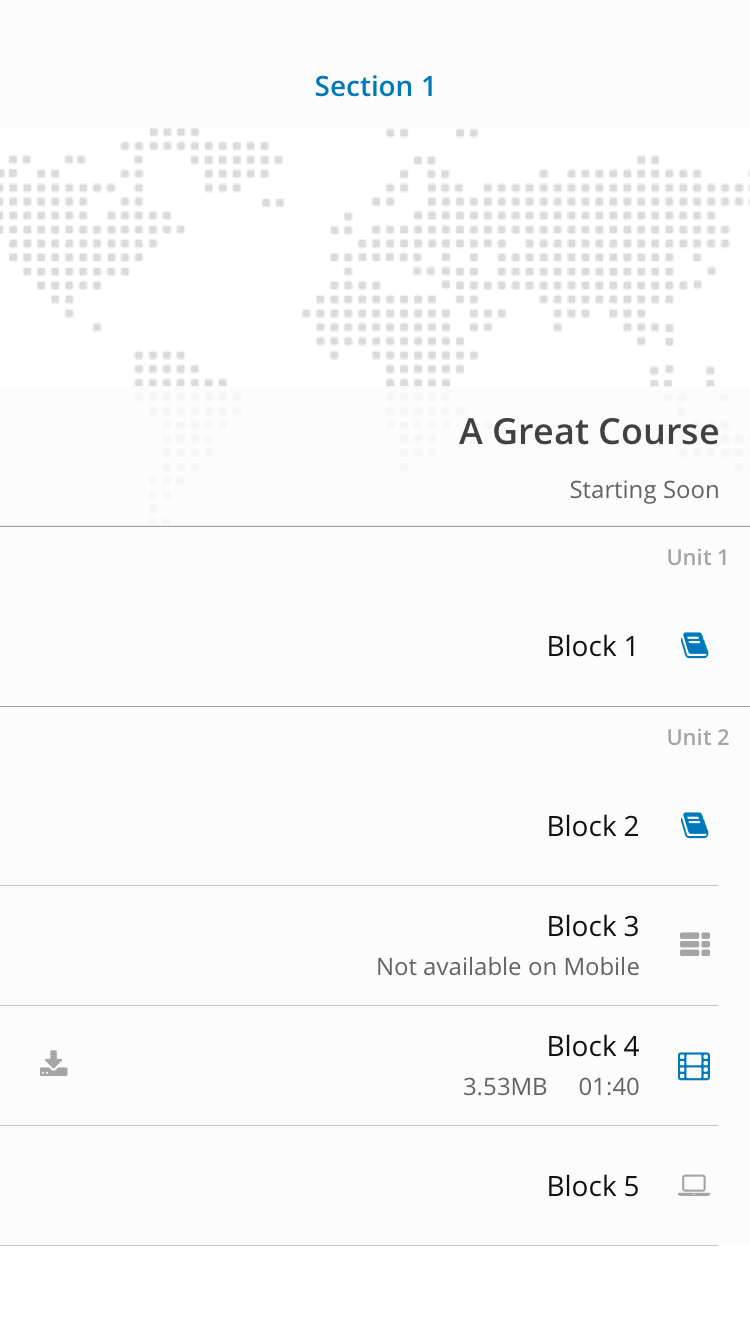 Section 1
A Great Course
Starting Soon
Unit 1
Block 1
Unit 2
Block 2
Block 3
Not available on Mobile
Block 4
3.53MB 01:40
Block 5